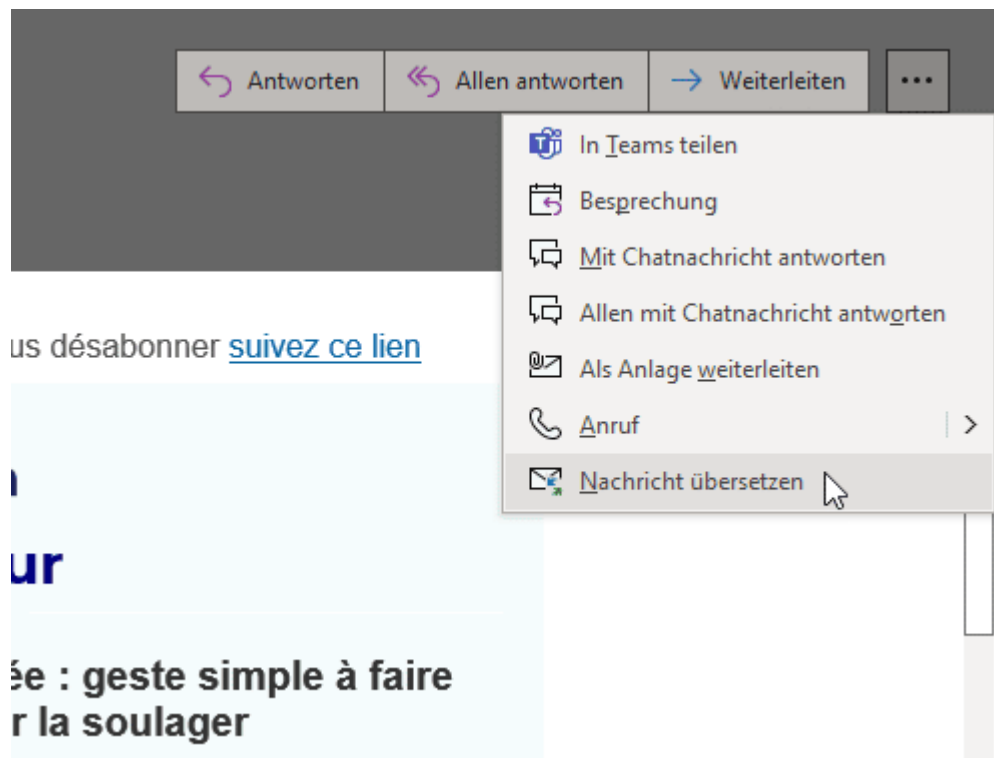 Antworten Allen antworten Weiterleiten ...
In Teams teilen
Besprechung
Mit Chatnachricht antworten
Allen mit Chatnachricht antworten
Als Anlage weiterleiten
Anruf
Nachricht übersetzen
us désabonner suivez ce lien
ur
ée : geste simple à faire
r la soulager